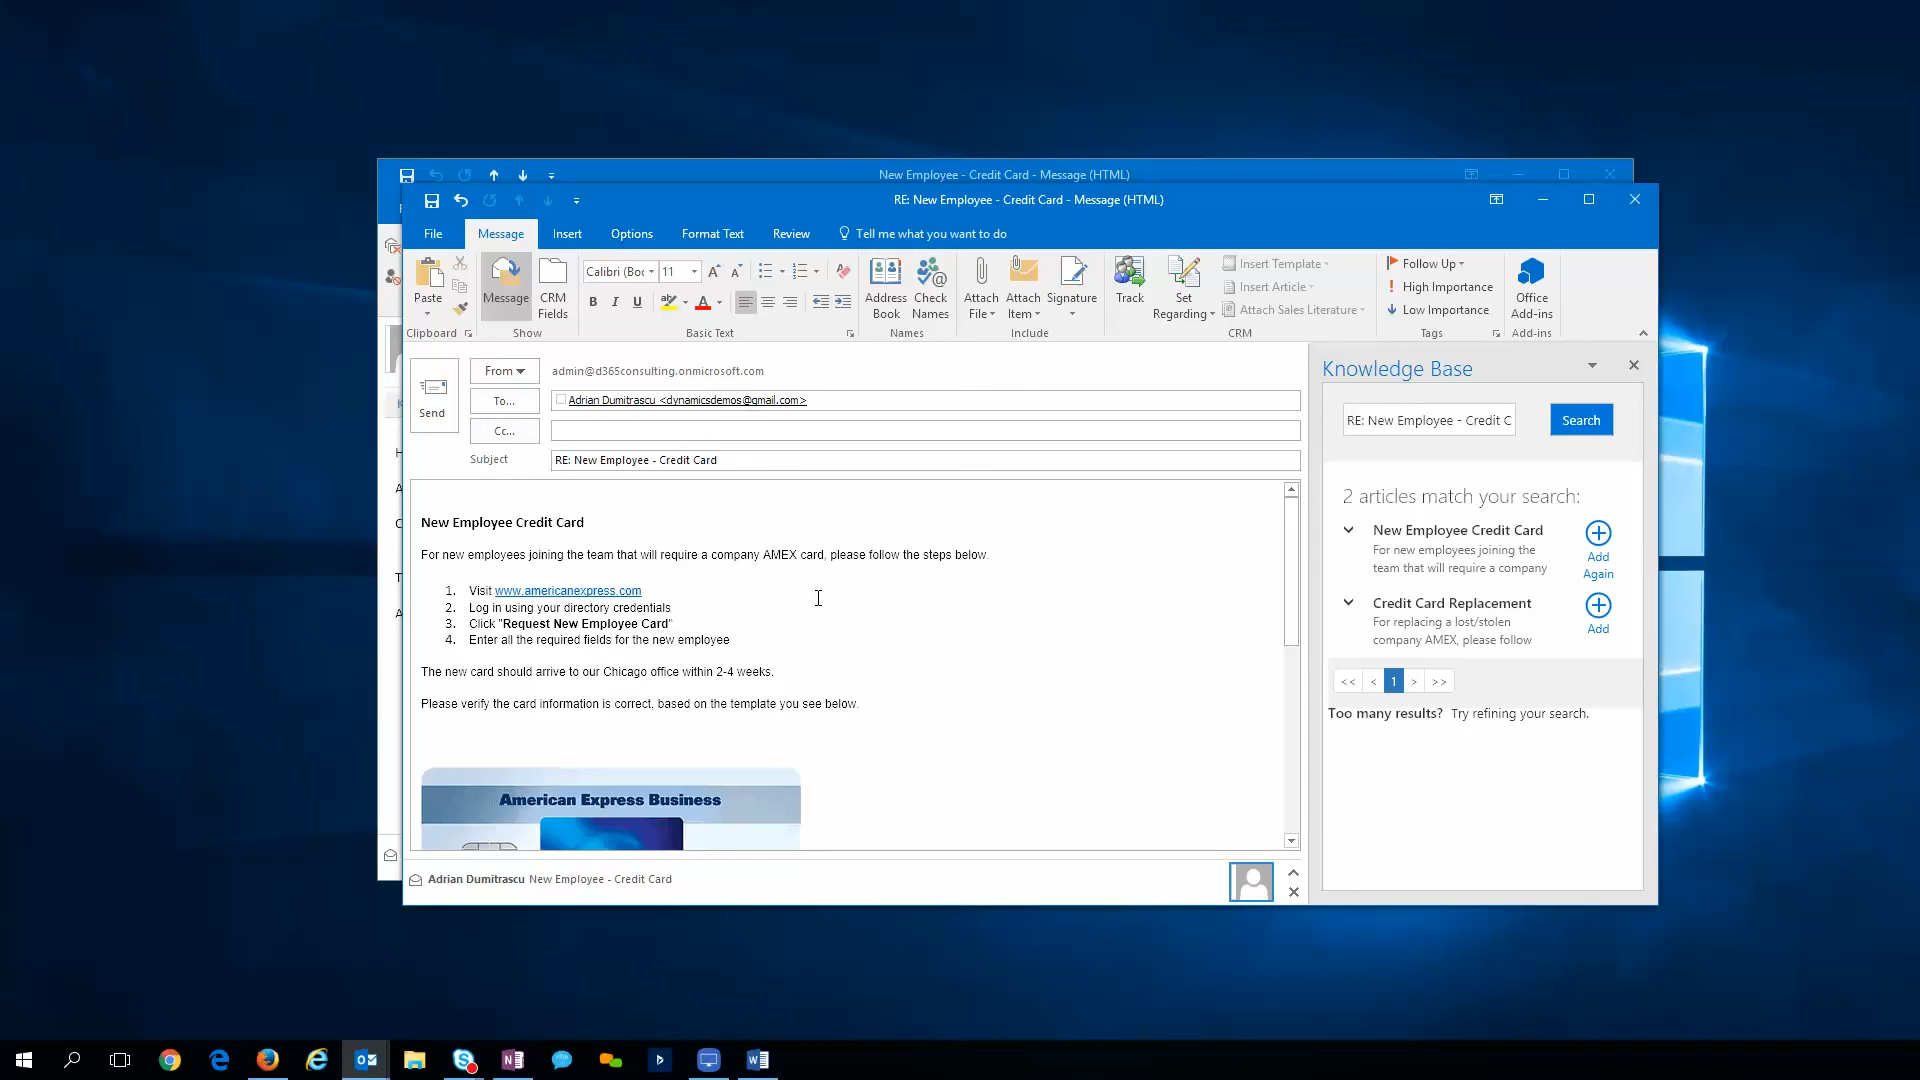 New Employee - Credit Card - Message (HTML)
RE: New Employee - Credit Card - Message (HTML)
File Message Insert Options Format Text Review Tell me what you want to do
Paste
Clipboard
Message
CRM Fields
Show
Calibri (Boc 11
B I U
Basic Text
Address Book
Check Names
Names
Attach File
Attach Item
Signature
Include
Track
Set Regarding
Insert Template
Insert Article
Attach Sales Literature
CRM
Follow Up
High Importance
Low Importance
Tags
Office Add-ins
Add-ins
Send
From admin@d365consulting.onmicrosoft.com
To... Adrian Dumitrascu <dynamicsdemos@gmail.com>
Cc...
Subject RE: New Employee - Credit Card
New Employee Credit Card
For new employees joining the team that will require a company AMEX card, please follow the steps below.
1. Visit www.americanexpress.com
2. Log in using your directory credentials
3. Click "Request New Employee Card"
4. Enter all the required fields for the new employee
The new card should arrive to our Chicago office within 2-4 weeks.
Please verify the card information is correct, based on the template you see below.
American Express Business
Adrian Dumitrascu New Employee - Credit Card
Knowledge Base
RE: New Employee - Credit C Search
2 articles match your search:
New Employee Credit Card
For new employees joining the
team that will require a company
Add
Again
Credit Card Replacement
For replacing a lost/stolen
company AMEX, please follow
Add
<< < 1 > >>
Too many results? Try refining your search.